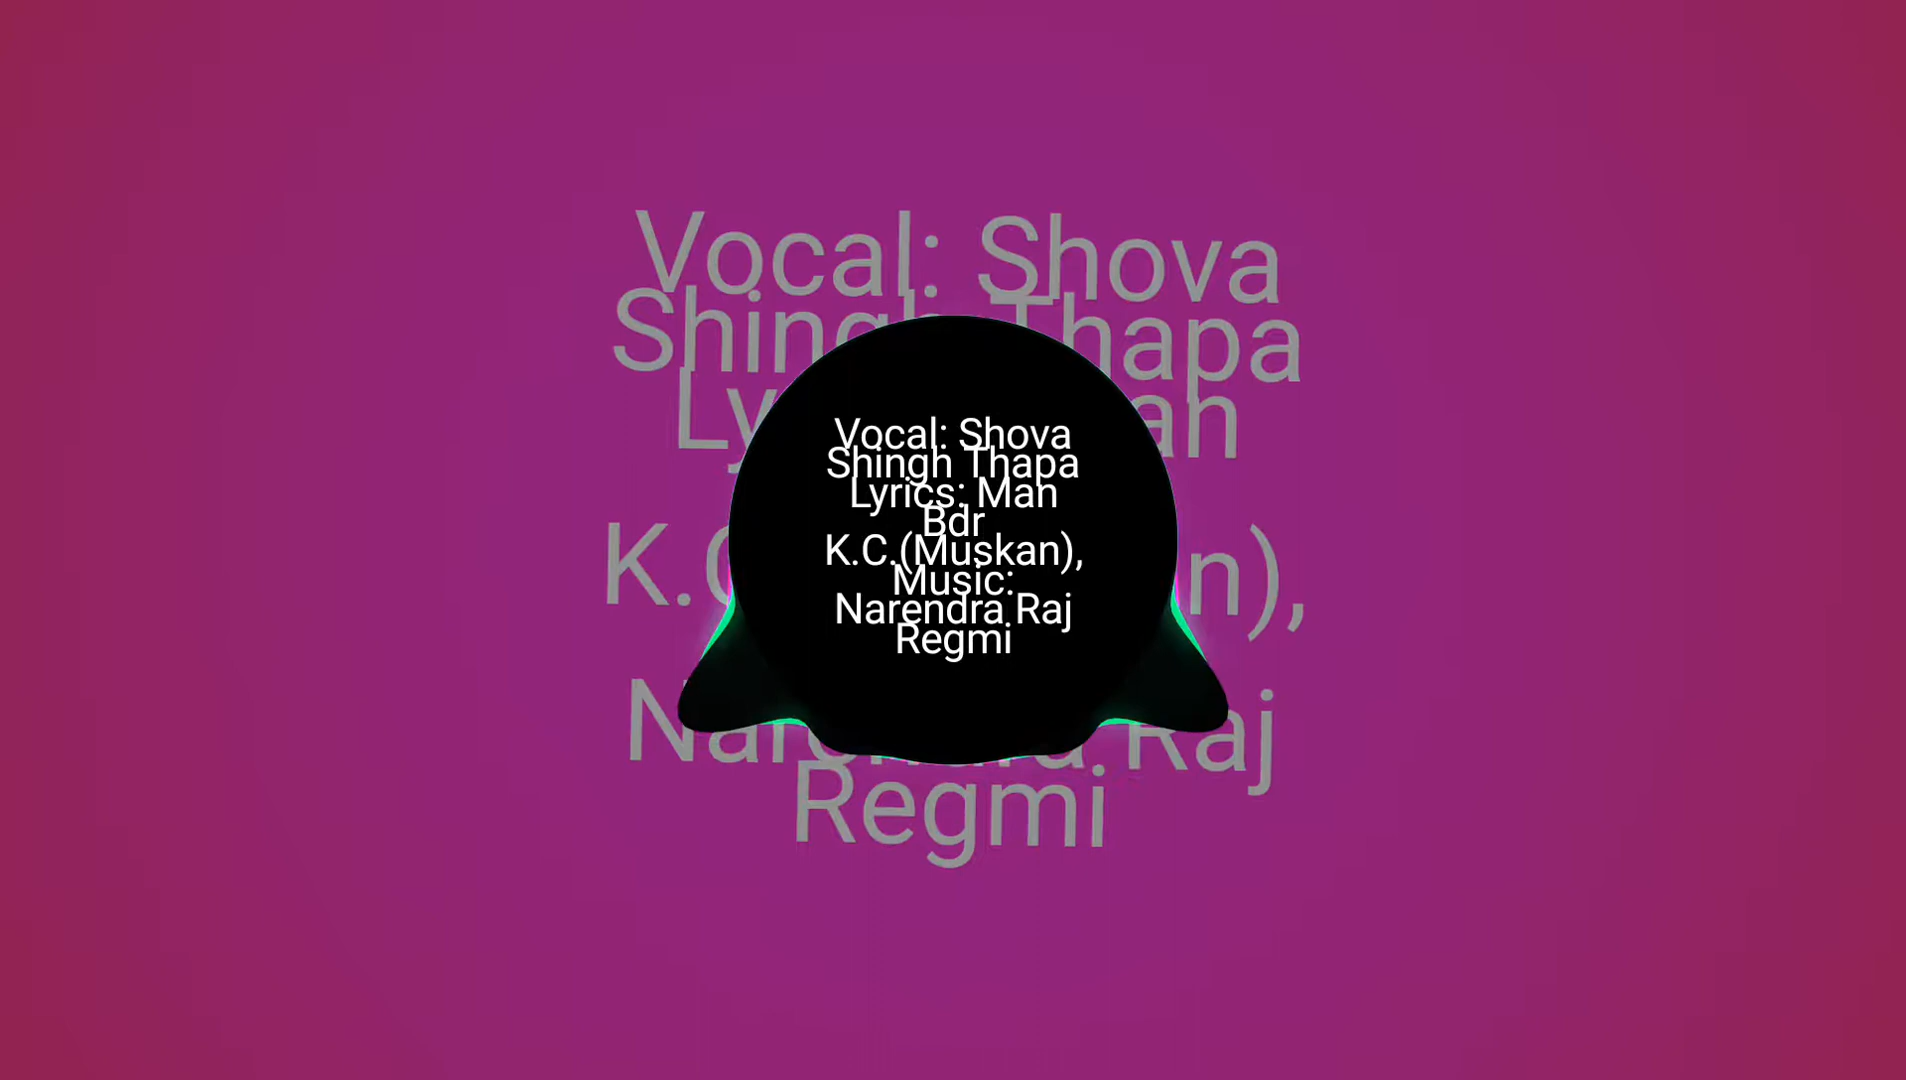 Vocal: Shova
Shingh Thapa
Lyrics: Man
Bdr
K.C.(Muskan),
Music:
Narendra Raj
Regmi